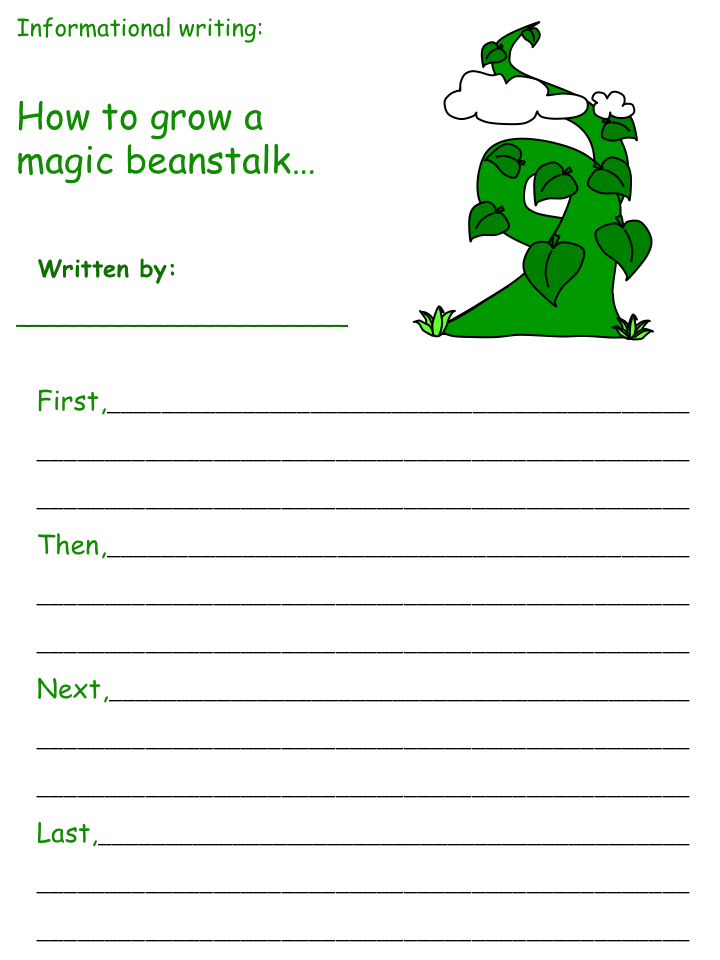 Informational writing:
How to grow a
magic beanstalk...
Written by:
First,
Then,
Next,
Last,